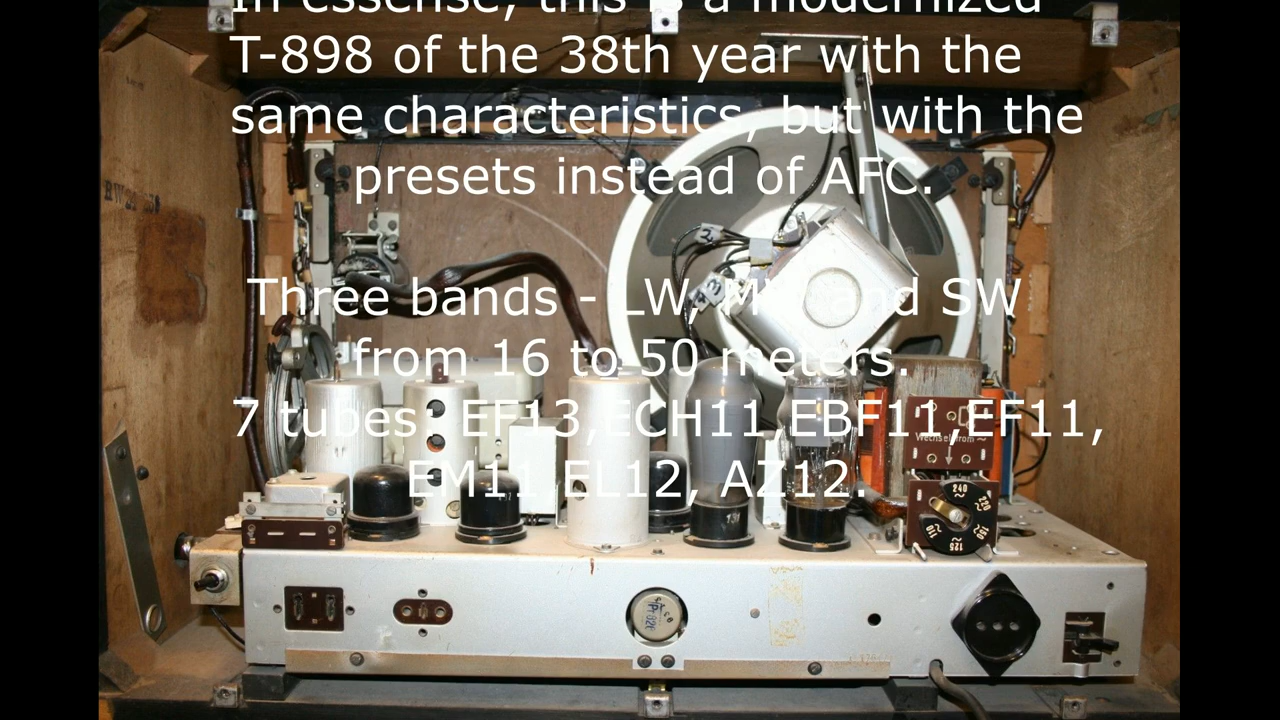 In essense, this is a modernized
T-898 of the 38th year with the
same characteristics, but with the
presets instead of AFC.
Three bands - LW, MW and SW
from 16 to 50 meters.
7 tubes: EF13,ECH11,EBF11,EF11,
EM11,EL12, AZ12.
Wechselstrom ~
240
220
150
125
110
2